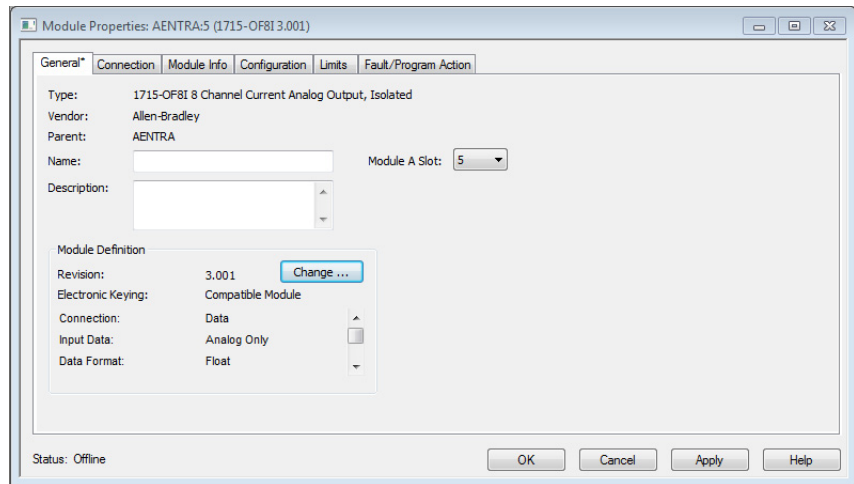 Module Properties: AENTRA:5 (1715-OF8I 3.001)
General* Connection Module Info Configuration Limits Fault/Program Action
Type: 1715-OF8I 8 Channel Current Analog Output, Isolated
Vendor: Allen-Bradley
Parent: AENTRA
Name: Module A Slot: 5
Description:
Module Definition
Revision: 3.001 Change ...
Electronic Keying: Compatible Module
Connection: Data
Input Data: Analog Only
Data Format: Float
Status: Offline OK Cancel Apply Help